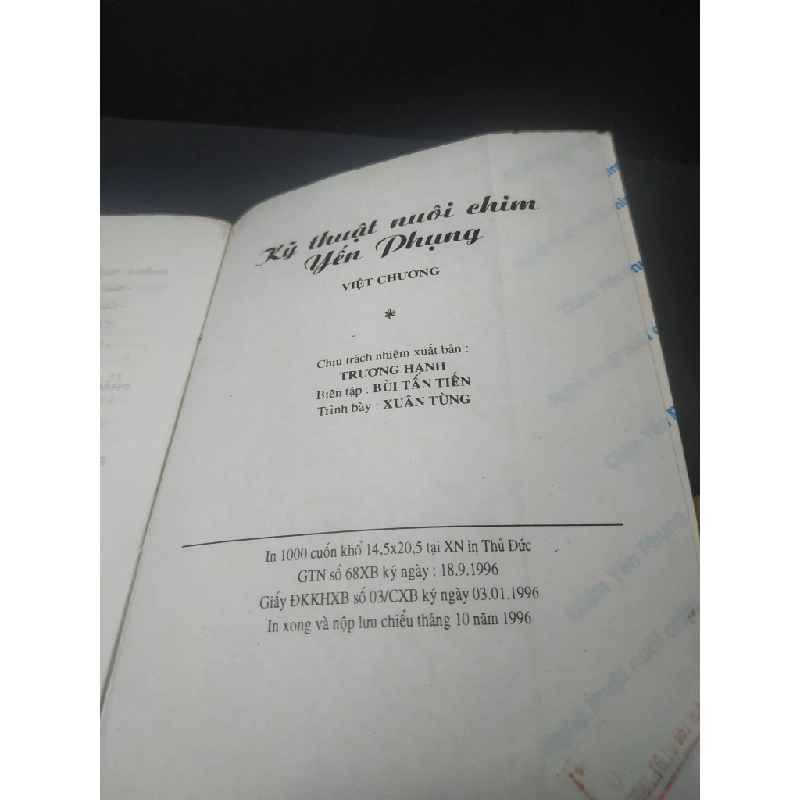 Kỹ thuật nuôi chim
Yến Phụng
VIỆT CHƯƠNG
*
Chịu trách nhiệm xuất bản :
TRƯƠNG HẠNH
Biên tập : BÙI TẤN TIẾN
Trình bày : XUÂN TÙNG
In 1000 cuốn khổ 14,5x20,5 tại XN in Thủ Đức
GTN số 68XB ký ngày : 18.9.1996
Giấy ĐKKHXB số 03/CXB ký ngày 03.01.1996
In xong và nộp lưu chiểu tháng 10 năm 1996